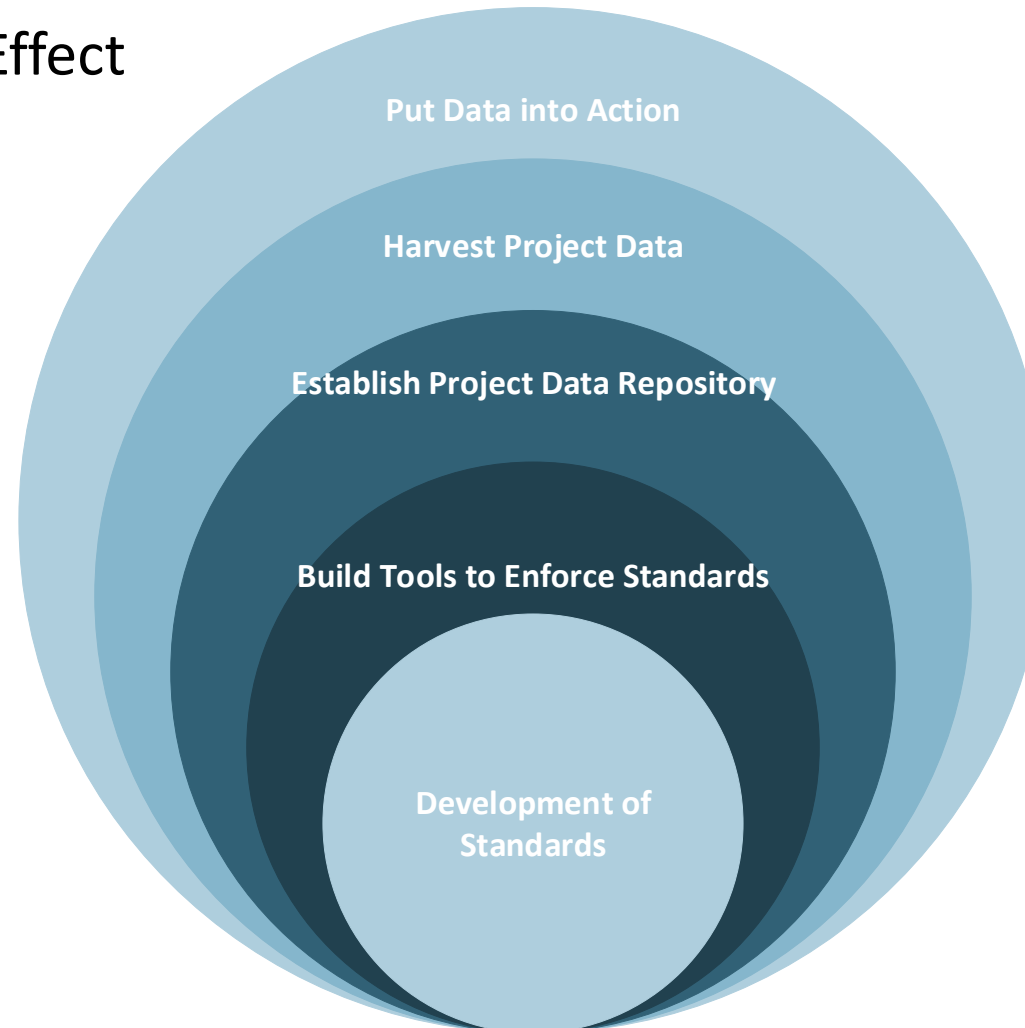 Effect
Put Data into Action
Harvest Project Data
Establish Project Data Repository
Build Tools to Enforce Standards
Development of
Standards